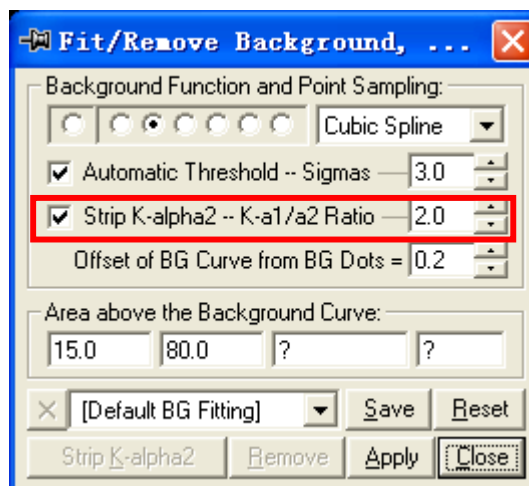 Fit/Remove Background, ...
Background Function and Point Sampling:
Cubic Spline
Automatic Threshold -- Sigmas 3.0
Strip K-alpha2 -- K-a1/a2 Ratio 2.0
Offset of BG Curve from BG Dots = 0.2
Area above the Background Curve:
15.0 80.0 ? ?
[Default BG Fitting] Save Reset
Strip K-alpha2 Remove Apply Close